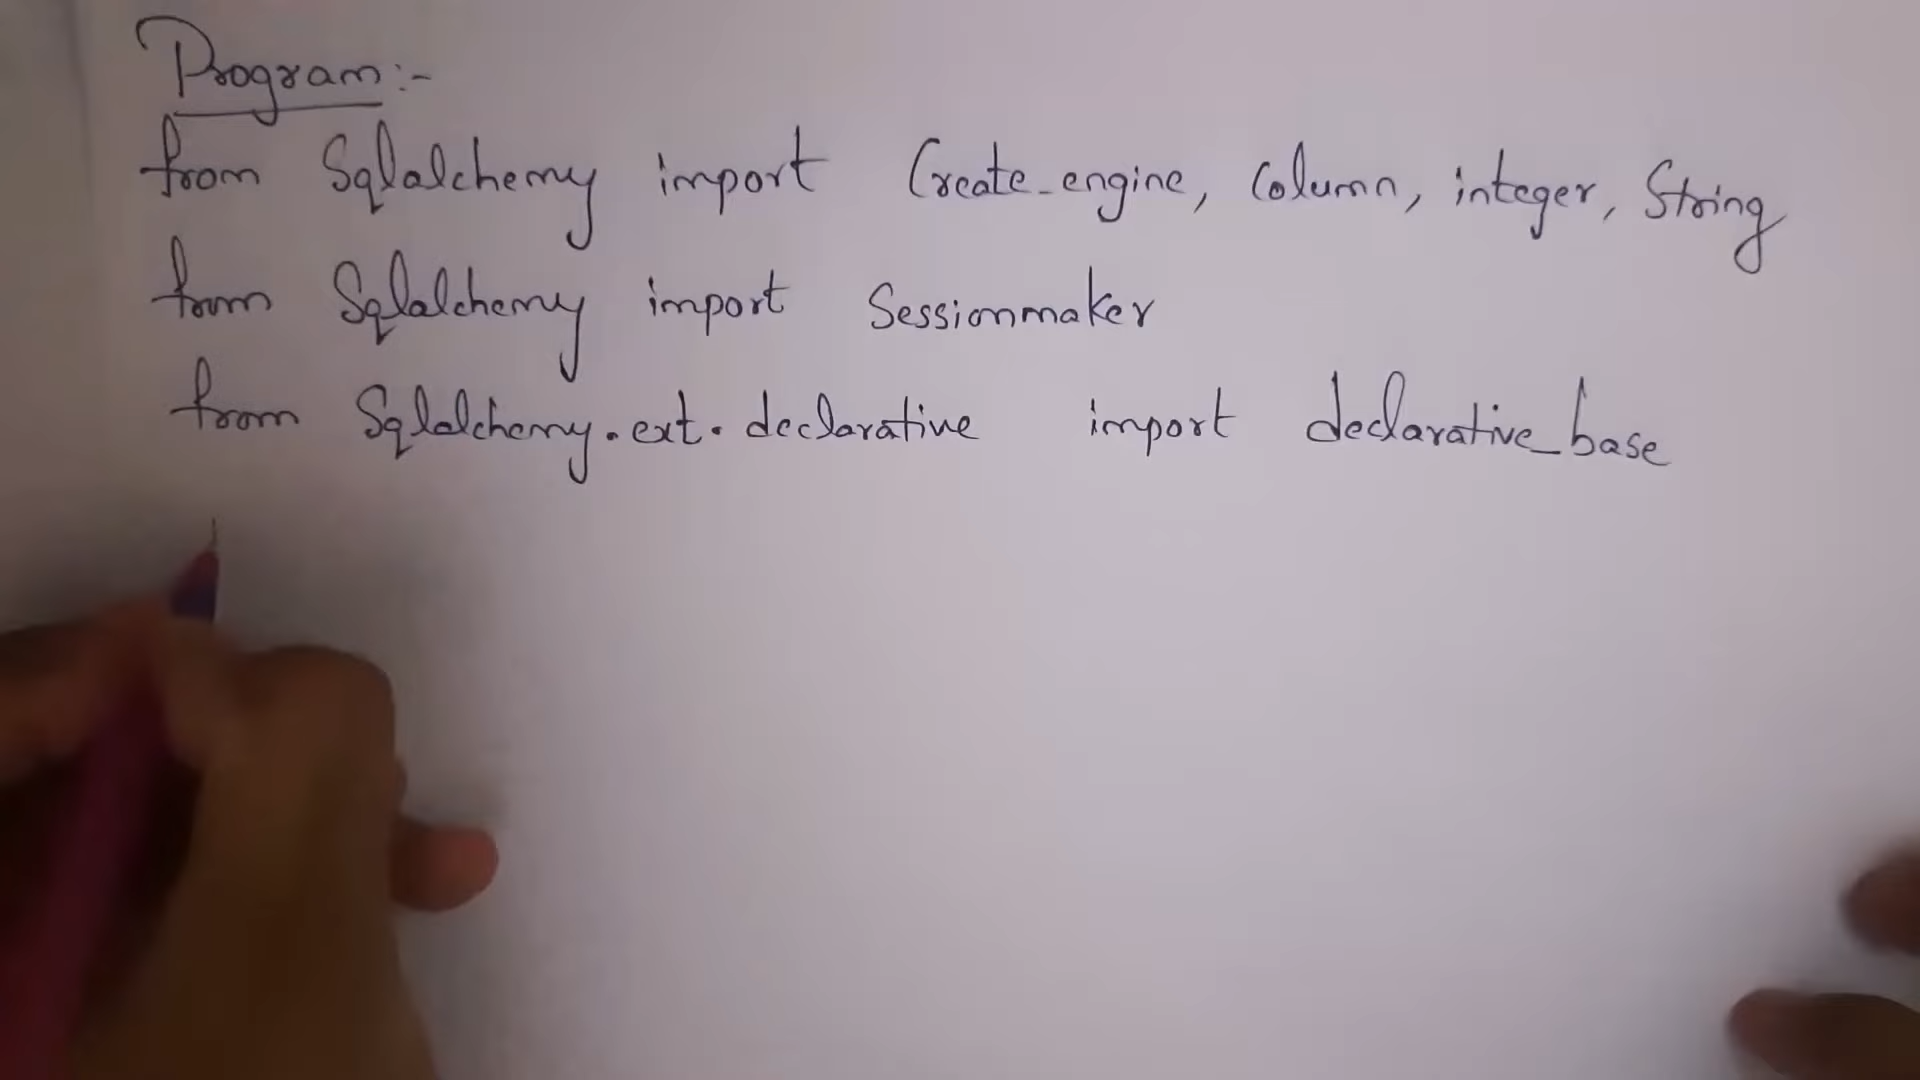 Program:-
from Sqlalchemy import Create_engine, Column, integer, String
from Sqlalchemy import Sessionmaker
from Sqlalchemy.ext.declarative import declarative_base